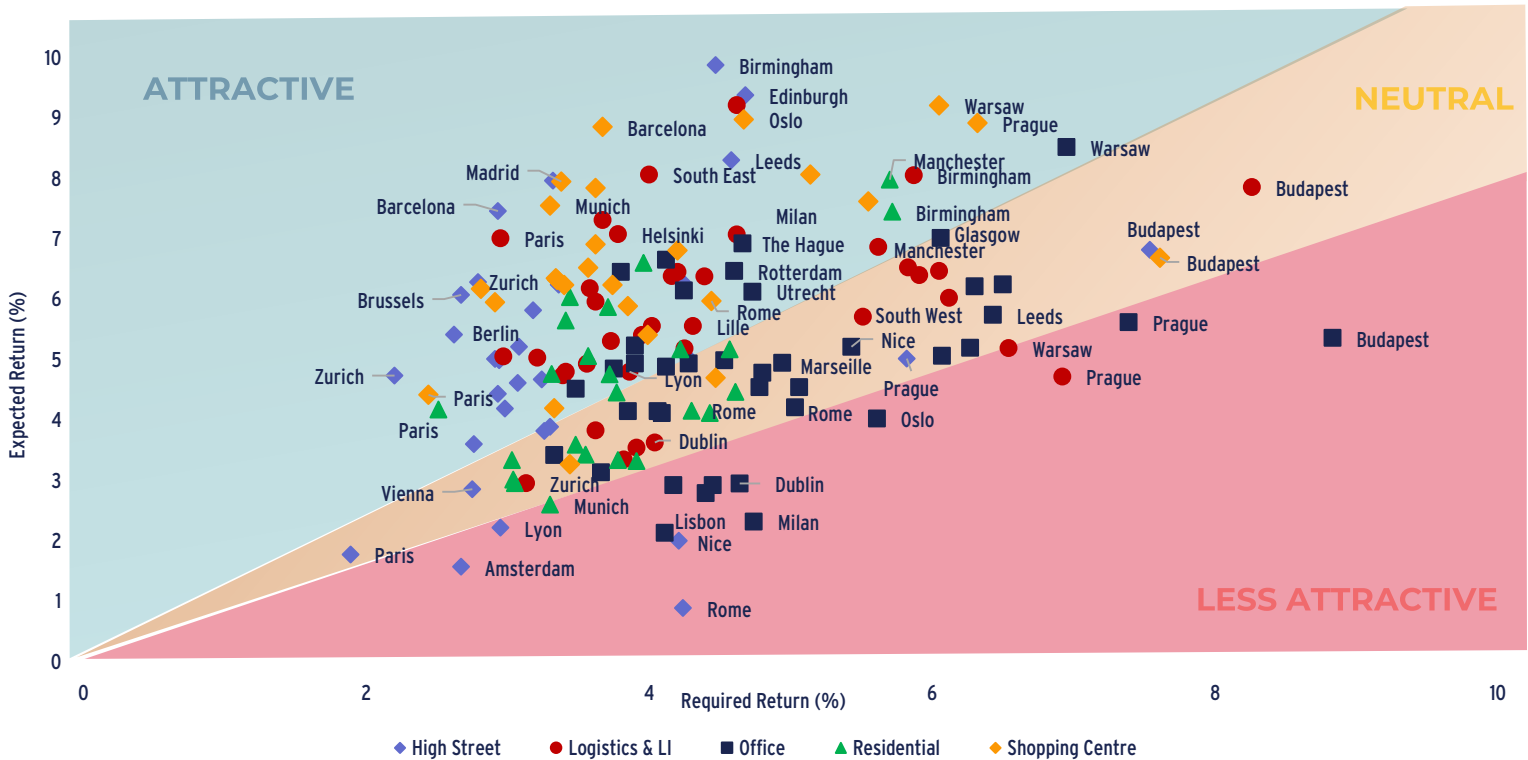 10
Birmingham
ATTRACTIVE
Edinburgh
NEUTRAL
Warsaw
9
Oslo
Prague
Barcelona
Warsaw
Leeds
Manchester
Madrid
8
South East
Birmingham
Budapest
Barcelona
Munich
Birmingham
Milan
7
Paris
Helsinki
The Hague
Glasgow
Budapest
Manchester
Budapest
Zurich
Rotterdam
6
Brussels
Utrecht
Rome
South West
Leeds
Prague
Berlin
Lille
Nice
Warsaw
Budapest
5
Zurich
Marseille
Lyon
Prague
Prague
Paris
4
Rome
Rome
Oslo
Paris
Dublin
3
Vienna
Zurich
Dublin
Munich
Lyon
Lisbon
Milan
2
Nice
Paris
Amsterdam
1
Rome
LESS ATTRACTIVE
0
Expected Return (%)
0 2 4 6 8 10
Required Return (%)
High Street Logistics & LI Office Residential Shopping Centre